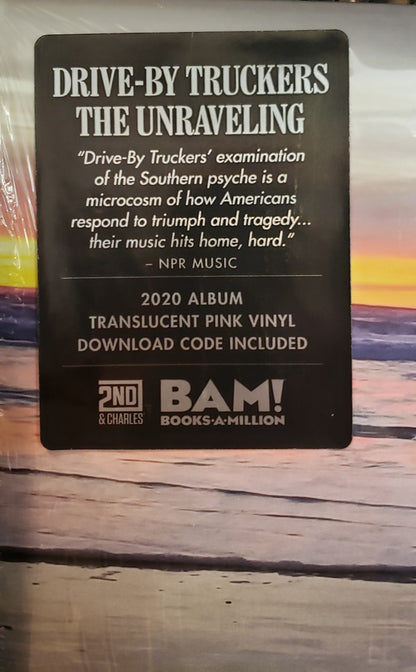 DRIVE-BY TRUCKERS
THE UNRAVELING
"Drive-By Truckers' examination
of the Southern psyche is a
microcosm of how Americans
respond to triumph and tragedy...
their music hits home, hard."
– NPR MUSIC
2020 ALBUM
TRANSLUCENT PINK VINYL
DOWNLOAD CODE INCLUDED
2ND
& CHARLES
BAM!
BOOKS·A·MILLION